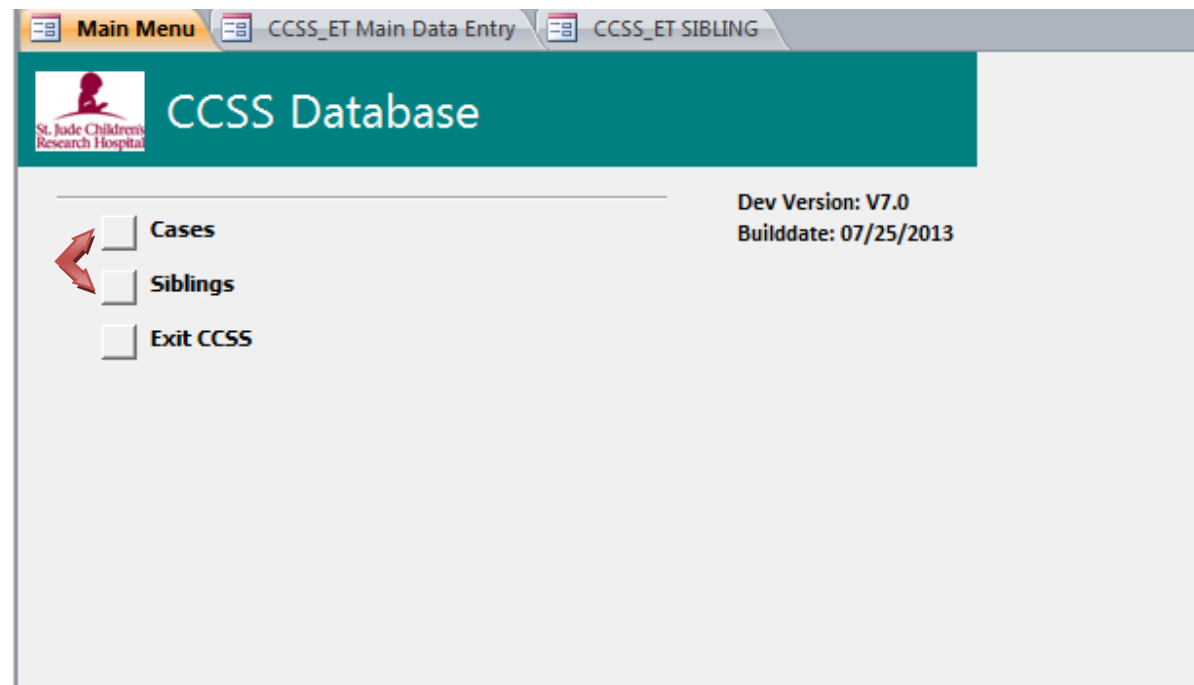 Main Menu CCSS_ET Main Data Entry CCSS_ET SIBLING
St. Jude Children's
Research Hospital
CCSS Database
Dev Version: V7.0
Builddate: 07/25/2013
Cases
Siblings
Exit CCSS